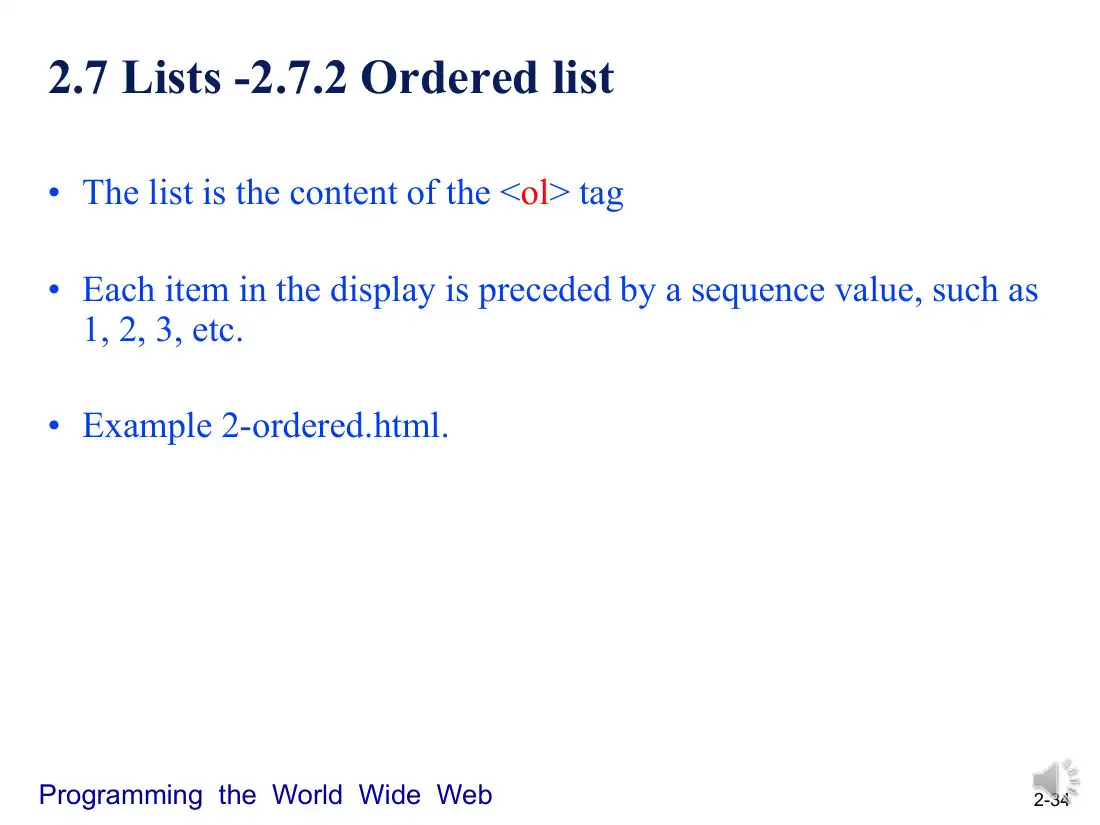 2.7 Lists -2.7.2 Ordered list
• The list is the content of the <ol> tag
• Each item in the display is preceded by a sequence value, such as
1, 2, 3, etc.
• Example 2-ordered.html.
Programming the World Wide Web
2-34